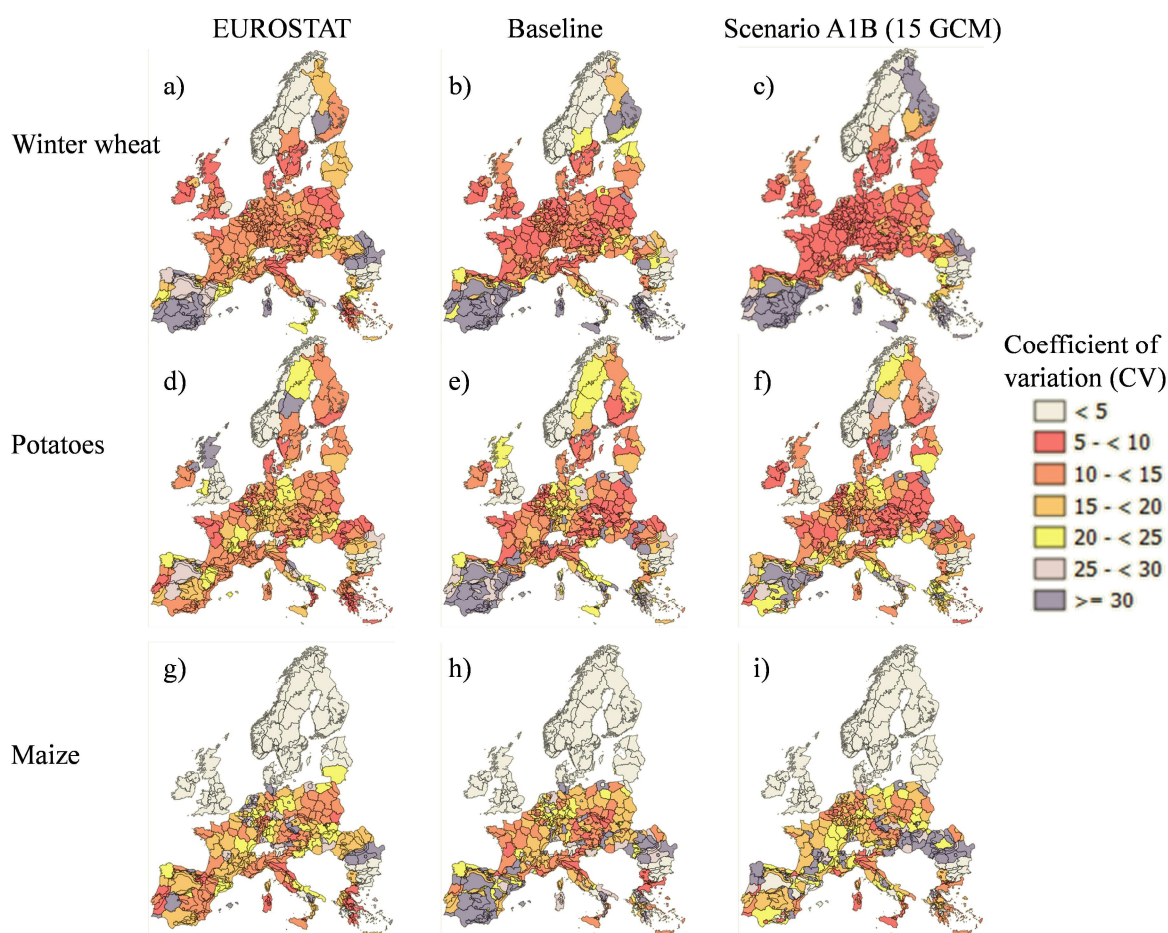 EUROSTAT
Baseline
Scenario A1B (15 GCM)
a)
b)
c)
Winter wheat
d)
e)
f)
Potatoes
Coefficient of
variation (CV)
< 5
5 - < 10
10 - < 15
15 - < 20
20 - < 25
25 - < 30
>= 30
g)
h)
i)
Maize